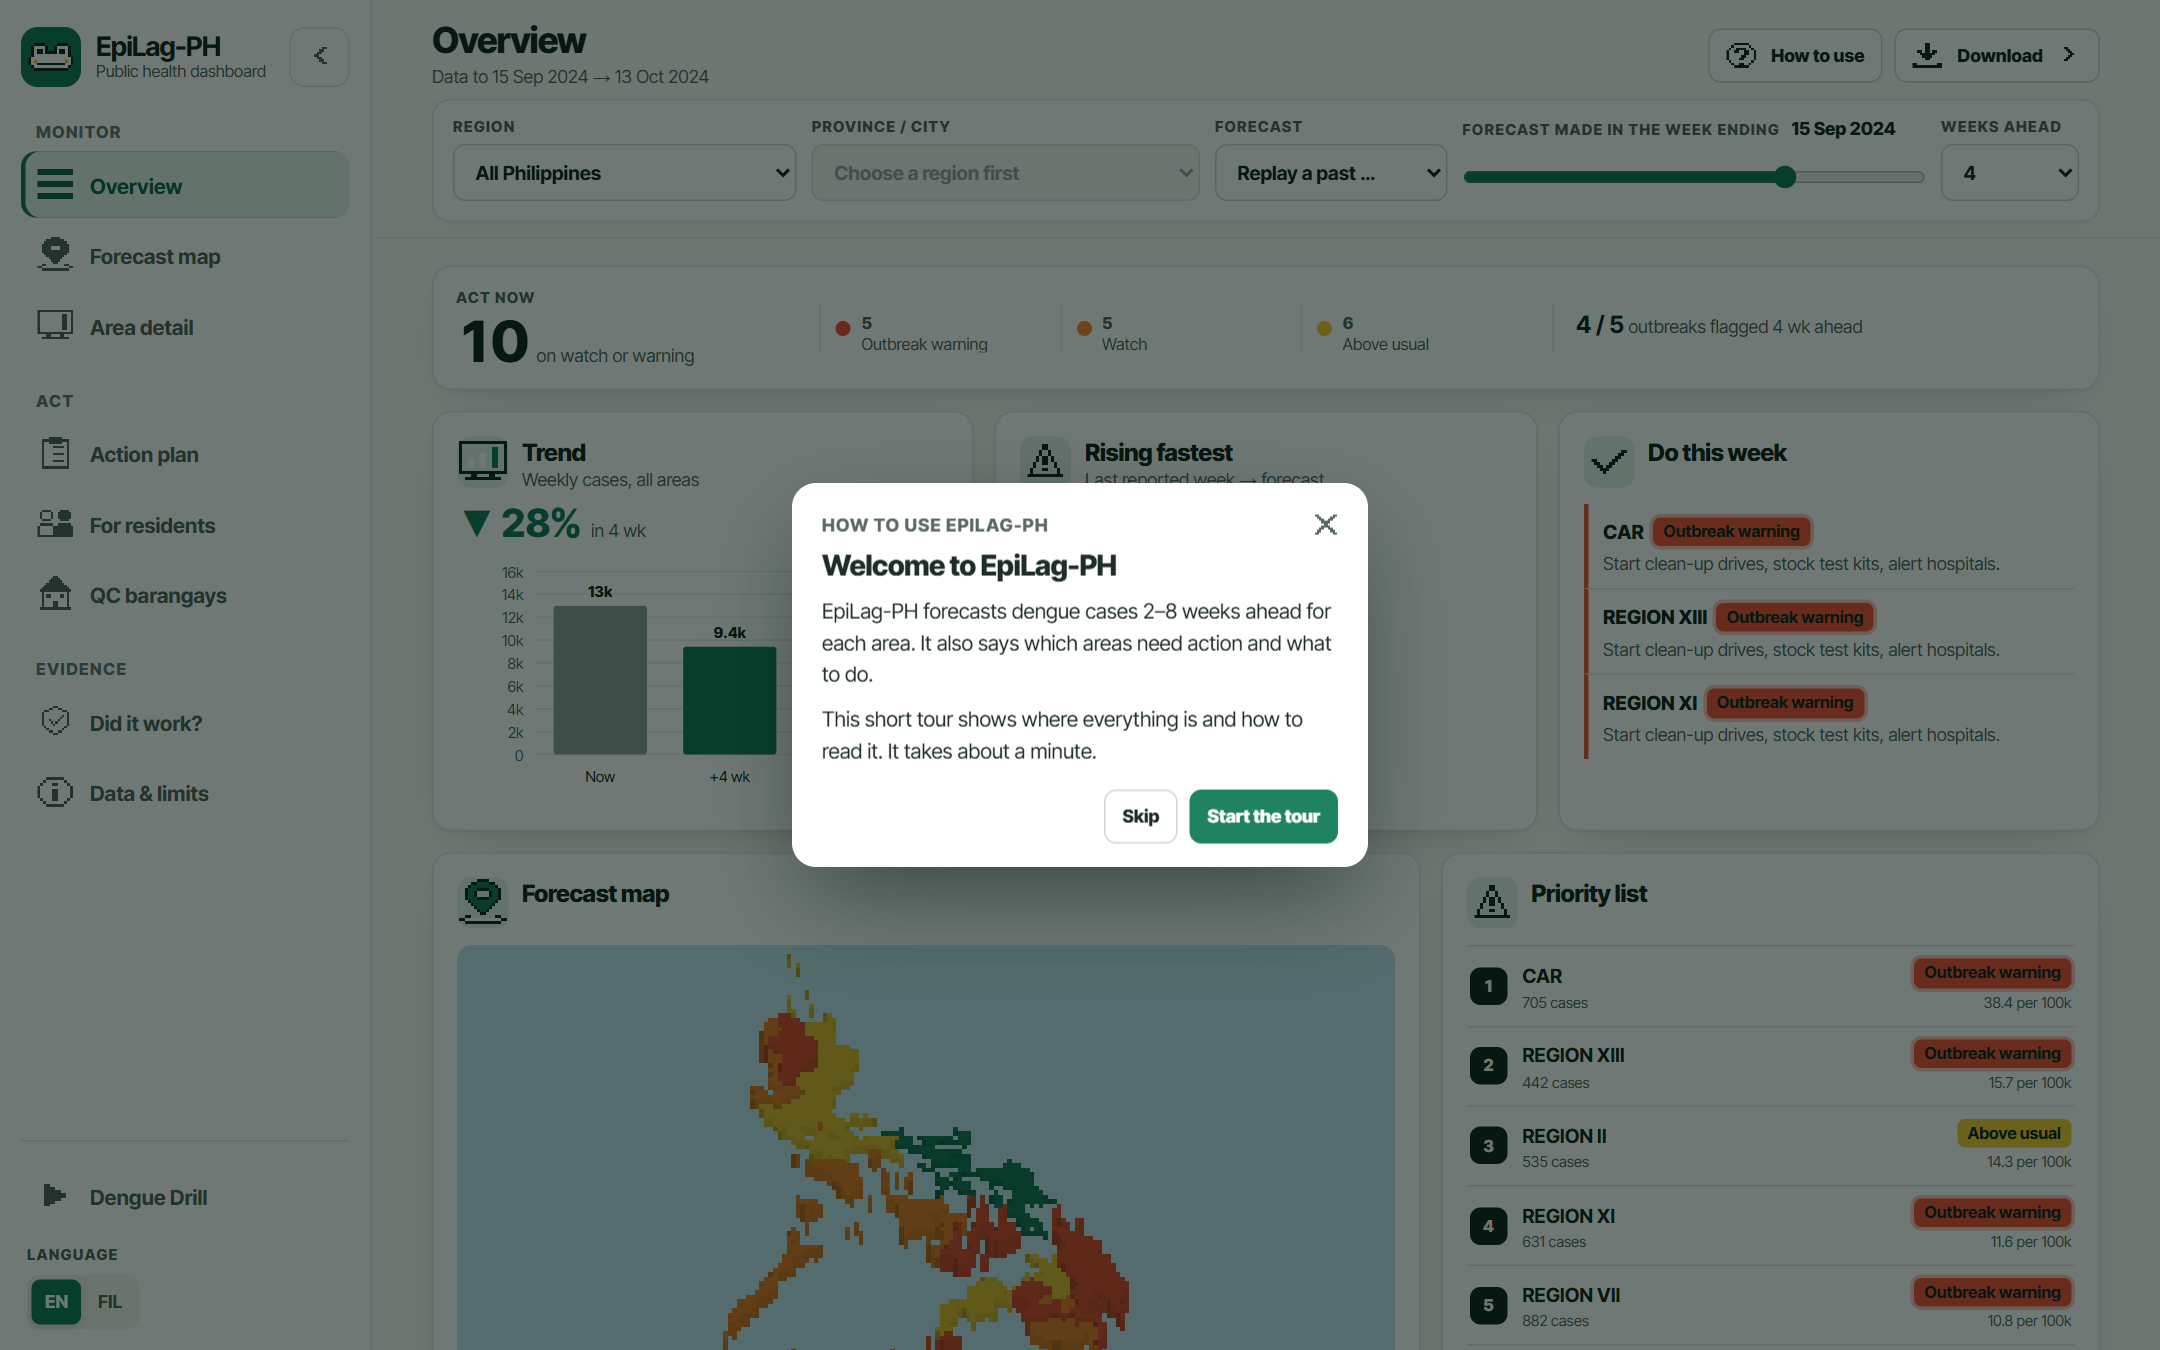 EpiLag-PH
Public health dashboard
MONITOR
Overview
Forecast map
Area detail
ACT
Action plan
For residents
QC barangays
EVIDENCE
Did it work?
Data & limits
Dengue Drill
LANGUAGE
EN FIL
Overview
Data to 15 Sep 2024 → 13 Oct 2024
How to use
Download
REGION
All Philippines
PROVINCE / CITY
Choose a region first
FORECAST
Replay a past ...
FORECAST MADE IN THE WEEK ENDING 15 Sep 2024
WEEKS AHEAD
4
ACT NOW
10 on watch or warning
5
Outbreak warning
5
Watch
6
Above usual
4 / 5 outbreaks flagged 4 wk ahead
Trend
Weekly cases, all areas
▼ 28% in 4 wk
16k
14k
12k
10k
8k
6k
4k
2k
0
13k
9.4k
Now
+4 wk
Rising fastest
Last reported week → forecast
Do this week
CAR Outbreak warning
Start clean-up drives, stock test kits, alert hospitals.
REGION XIII Outbreak warning
Start clean-up drives, stock test kits, alert hospitals.
REGION XI Outbreak warning
Start clean-up drives, stock test kits, alert hospitals.
HOW TO USE EPILAG-PH
Welcome to EpiLag-PH
EpiLag-PH forecasts dengue cases 2–8 weeks ahead for
each area. It also says which areas need action and what
to do.
This short tour shows where everything is and how to
read it. It takes about a minute.
Skip
Start the tour
Forecast map
Priority list
1 CAR Outbreak warning
705 cases 38.4 per 100k
2 REGION XIII Outbreak warning
442 cases 15.7 per 100k
3 REGION II Above usual
535 cases 14.3 per 100k
4 REGION XI Outbreak warning
631 cases 11.6 per 100k
5 REGION VII Outbreak warning
882 cases 10.8 per 100k